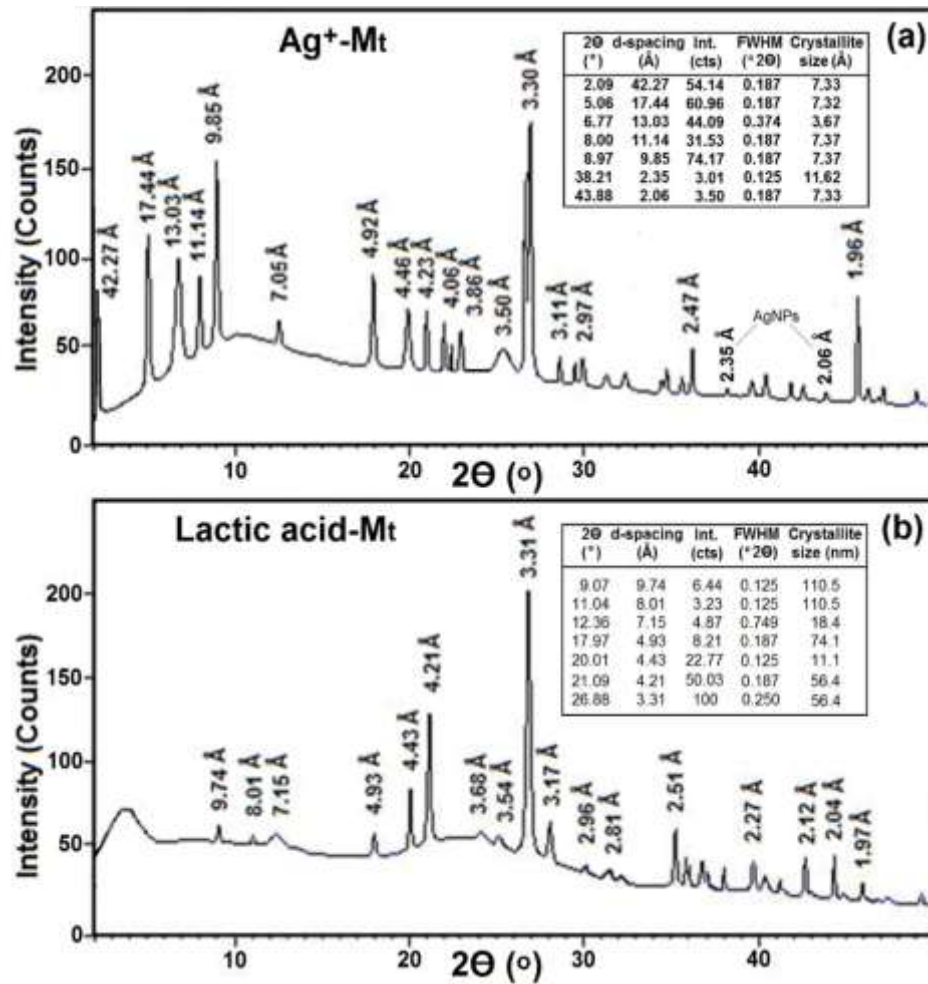 Ag⁺-Mt
(a)
2Θ d-spacing Int. FWHM Crystallite
(°) (Å) (cts) (°2Θ) size (Å)
2.09 42.27 54.14 0.187 7.33
5.06 17.44 60.96 0.187 7.32
6.77 13.03 44.09 0.374 3.67
8.00 11.14 31.53 0.187 7.37
8.97 9.85 74.17 0.187 7.37
38.21 2.35 3.01 0.125 11.62
43.88 2.06 3.50 0.187 7.33
Intensity (Counts)
200
150
100
50
0
42.27 Å
17.44 Å
13.03 Å
11.14 Å
9.85 Å
7.05 Å
4.92 Å
4.46 Å
4.23 Å
4.06 Å
3.86 Å
3.50 Å
3.30 Å
3.11 Å
2.97 Å
2.47 Å
2.35 Å
AgNPs
2.06 Å
1.96 Å
10 20 30 40
2Θ (o)
Lactic acid-Mt
(b)
2Θ d-spacing Int. FWHM Crystallite
(°) (Å) (cts) (°2Θ) size (nm)
9.07 9.74 6.44 0.125 110.5
11.04 8.01 3.23 0.125 110.5
12.36 7.15 4.87 0.749 18.4
17.97 4.93 8.21 0.187 74.1
20.01 4.43 22.77 0.125 11.1
21.09 4.21 50.03 0.187 56.4
26.88 3.31 100 0.250 56.4
Intensity (Counts)
200
150
100
50
0
9.74 Å
8.01 Å
7.15 Å
4.93 Å
4.43 Å
4.21 Å
3.68 Å
3.54 Å
3.31 Å
3.17 Å
2.96 Å
2.81 Å
2.51 Å
2.27 Å
2.12 Å
2.04 Å
1.97 Å
10 20 30 40
2Θ (o)